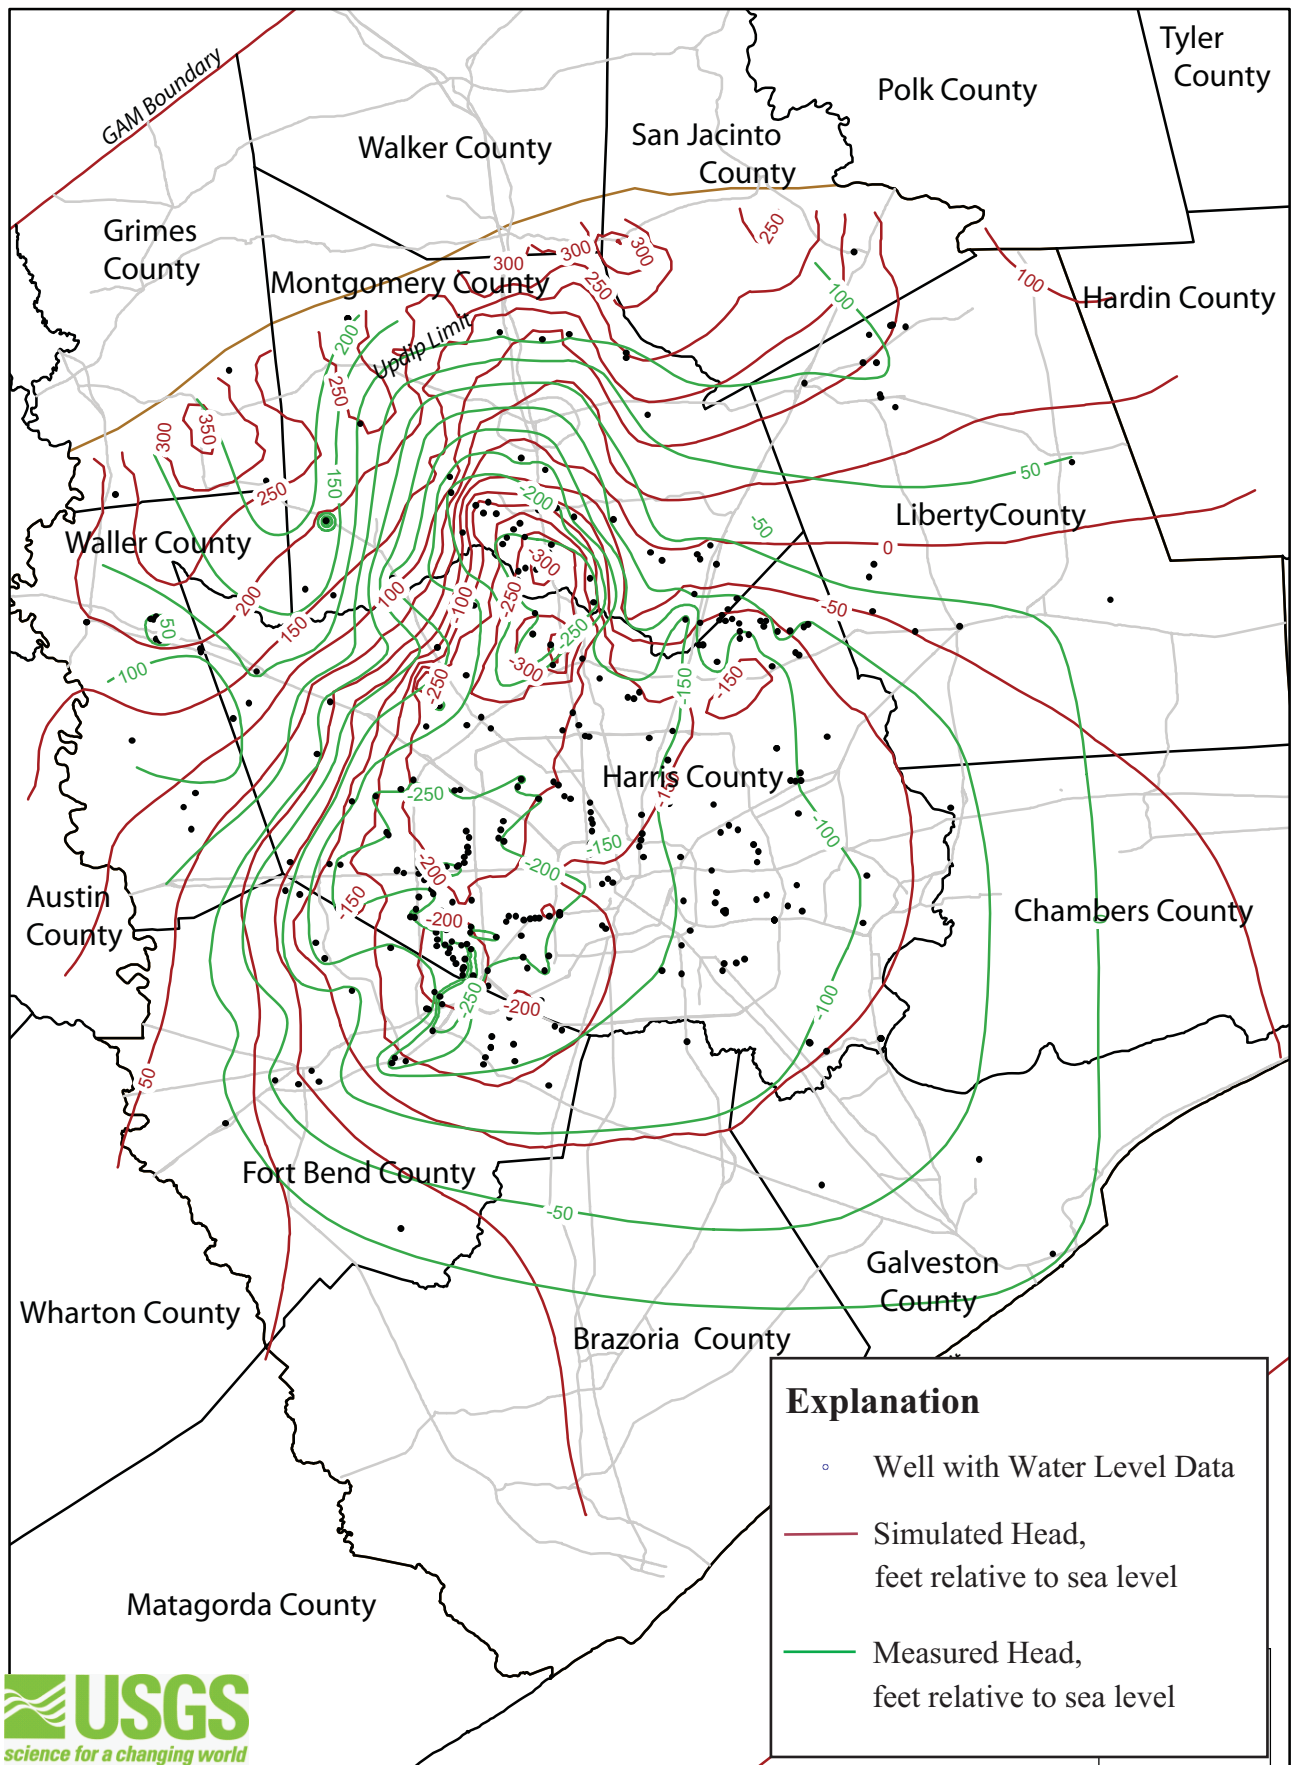 Tyler
County
GAM Boundary
Polk County
San Jacinto
County
Walker County
Grimes
County
250
300
300
300
250
Montgomery County
100
100
Hardin County
200
Updip Limit
250
350
300
150
250
50
-200
-50
LibertyCounty
0
Waller County
-300
200
100
-100
-250
-50
50
150
-250
100
-300
-250
-150
-150
Harris County
-150
-250
-100
-150
-200
-200
-150
Austin
County
-200
Chambers County
-250
-200
-100
50
Fort Bend County
-50
Galveston
County
Wharton County
Brazoria County
Matagorda County
Explanation
Well with Water Level Data
Simulated Head,
feet relative to sea level
Measured Head,
feet relative to sea level
USGS
science for a changing world